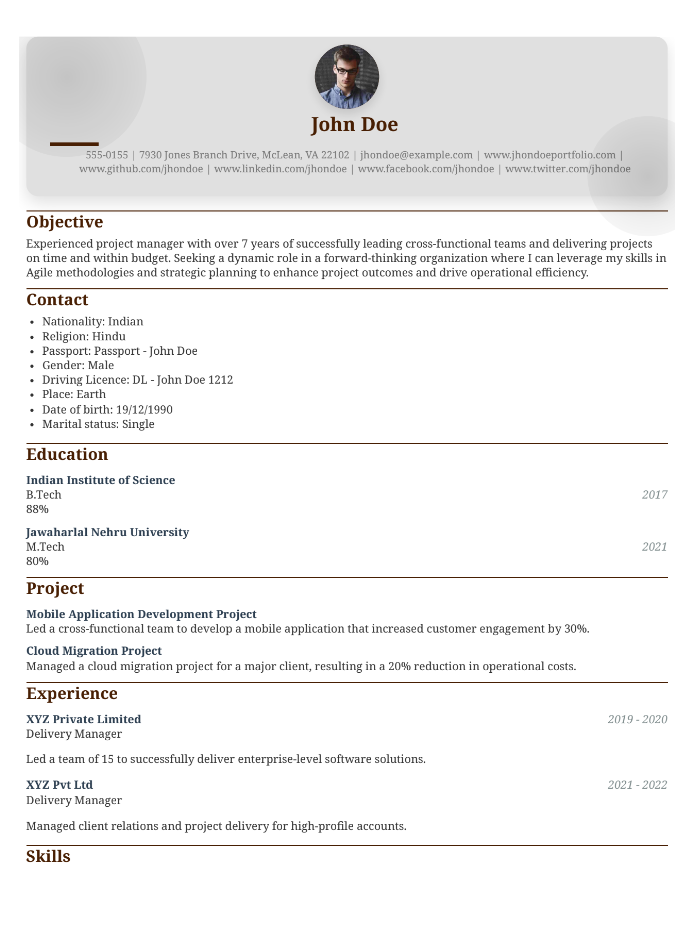 John Doe
555-0155 | 7930 Jones Branch Drive, McLean, VA 22102 | jhondoe@example.com | www.jhondoeportfolio.com |
www.github.com/jhondoe | www.linkedin.com/jhondoe | www.facebook.com/jhondoe | www.twitter.com/jhondoe
Objective
Experienced project manager with over 7 years of successfully leading cross-functional teams and delivering projects
on time and within budget. Seeking a dynamic role in a forward-thinking organization where I can leverage my skills in
Agile methodologies and strategic planning to enhance project outcomes and drive operational efficiency.
Contact
• Nationality: Indian
• Religion: Hindu
• Passport: Passport - John Doe
• Gender: Male
• Driving Licence: DL - John Doe 1212
• Place: Earth
• Date of birth: 19/12/1990
• Marital status: Single
Education
Indian Institute of Science
B.Tech 2017
88%
Jawaharlal Nehru University
M.Tech 2021
80%
Project
Mobile Application Development Project
Led a cross-functional team to develop a mobile application that increased customer engagement by 30%.
Cloud Migration Project
Managed a cloud migration project for a major client, resulting in a 20% reduction in operational costs.
Experience
XYZ Private Limited 2019 - 2020
Delivery Manager
Led a team of 15 to successfully deliver enterprise-level software solutions.
XYZ Pvt Ltd 2021 - 2022
Delivery Manager
Managed client relations and project delivery for high-profile accounts.
Skills